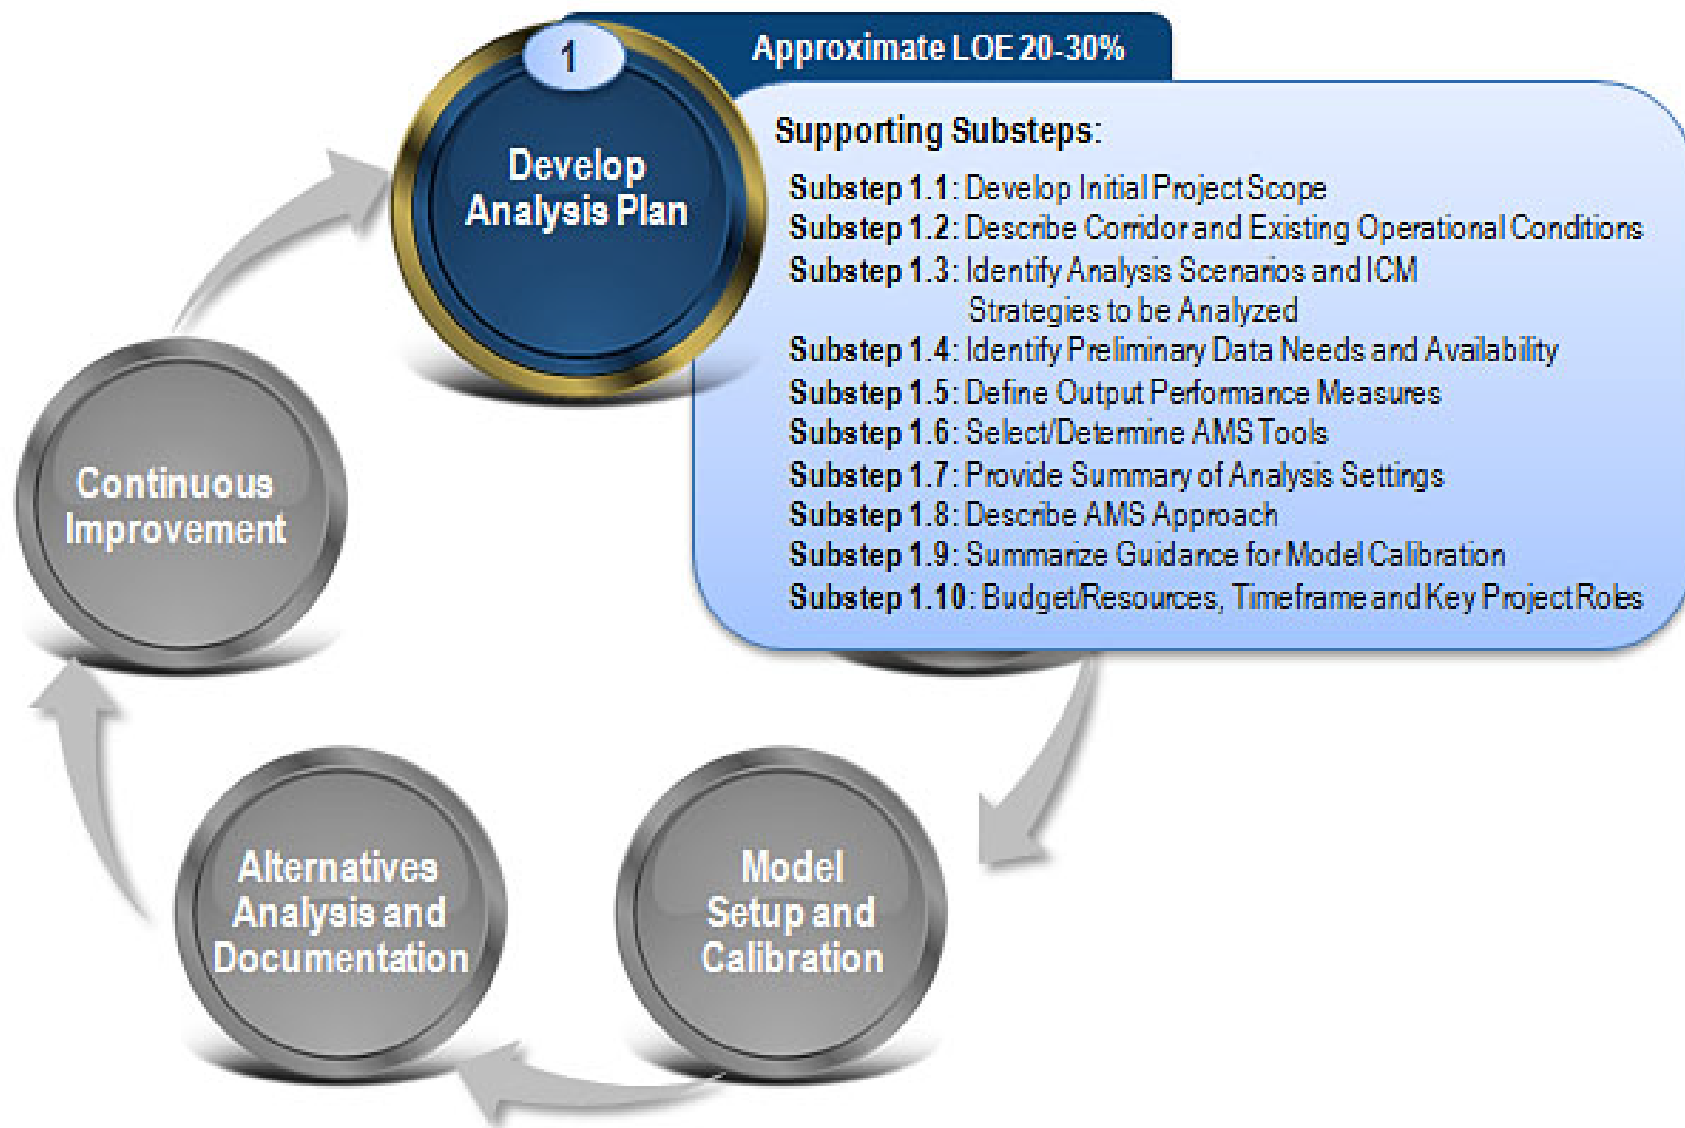 1
Approximate LOE 20-30%
Develop
Analysis Plan
Supporting Substeps:
Substep 1.1: Develop Initial Project Scope
Substep 1.2: Describe Corridor and Existing Operational Conditions
Substep 1.3: Identify Analysis Scenarios and ICM
Strategies to be Analyzed
Substep 1.4: Identify Preliminary Data Needs and Availability
Substep 1.5: Define Output Performance Measures
Substep 1.6: Select/Determine AMS Tools
Substep 1.7: Provide Summary of Analysis Settings
Substep 1.8: Describe AMS Approach
Substep 1.9: Summarize Guidance for Model Calibration
Substep 1.10: Budget/Resources, Timeframe and Key Project Roles
Continuous
Improvement
Alternatives
Analysis and
Documentation
Model
Setup and
Calibration